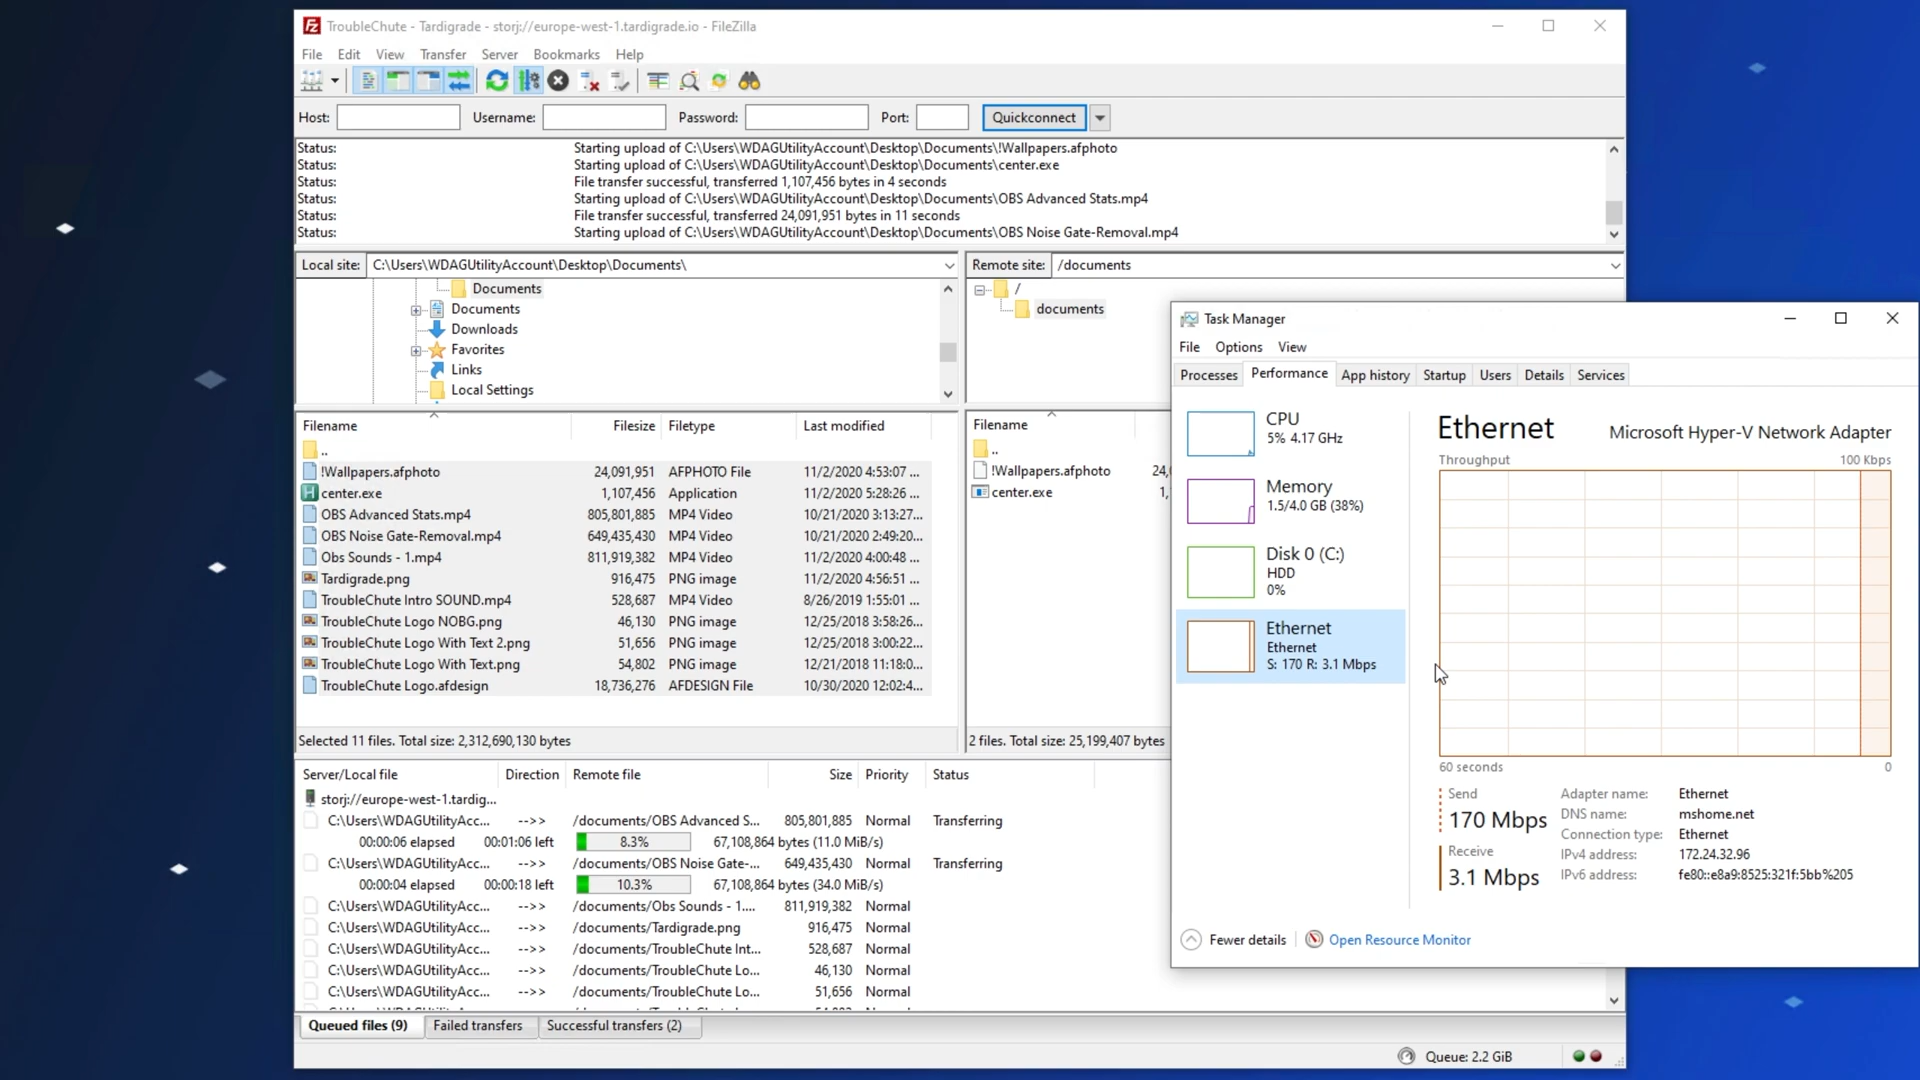 TroubleChute - Tardigrade - storj://europe-west-1.tardigrade.io - FileZilla
File Edit View Transfer Server Bookmarks Help
Host: Username: Password: Port: Quickconnect
Status: Starting upload of C:\Users\WDAGUtilityAccount\Desktop\Documents\!Wallpapers.afphoto
Status: Starting upload of C:\Users\WDAGUtilityAccount\Desktop\Documents\center.exe
Status: File transfer successful, transferred 1,107,456 bytes in 4 seconds
Status: Starting upload of C:\Users\WDAGUtilityAccount\Desktop\Documents\OBS Advanced Stats.mp4
Status: File transfer successful, transferred 24,091,951 bytes in 11 seconds
Status: Starting upload of C:\Users\WDAGUtilityAccount\Desktop\Documents\OBS Noise Gate-Removal.mp4
Local site: C:\Users\WDAGUtilityAccount\Desktop\Documents\
Documents
Documents
Downloads
Favorites
Links
Local Settings
Remote site: /documents
/
documents
Filename Filesize Filetype Last modified
..
!Wallpapers.afphoto 24,091,951 AFPHOTO File 11/2/2020 4:53:07 ...
center.exe 1,107,456 Application 11/2/2020 5:28:26 ...
OBS Advanced Stats.mp4 805,801,885 MP4 Video 10/21/2020 3:13:27...
OBS Noise Gate-Removal.mp4 649,435,430 MP4 Video 10/21/2020 2:49:20...
Obs Sounds - 1.mp4 811,919,382 MP4 Video 11/2/2020 4:00:48 ...
Tardigrade.png 916,475 PNG image 11/2/2020 4:56:51 ...
TroubleChute Intro SOUND.mp4 528,687 MP4 Video 8/26/2019 1:55:01 ...
TroubleChute Logo NOBG.png 46,130 PNG image 12/25/2018 3:58:26...
TroubleChute Logo With Text 2.png 51,656 PNG image 12/25/2018 3:00:22...
TroubleChute Logo With Text.png 54,802 PNG image 12/21/2018 11:18:0...
TroubleChute Logo.afdesign 18,736,276 AFDESIGN File 10/30/2020 12:02:4...
Selected 11 files. Total size: 2,312,690,130 bytes
Filename
..
!Wallpapers.afphoto 24,0
center.exe 1,
2 files. Total size: 25,199,407 bytes
Server/Local file Direction Remote file Size Priority Status
storj://europe-west-1.tardig...
C:\Users\WDAGUtilityAcc... -->> /documents/OBS Advanced S... 805,801,885 Normal Transferring
00:00:06 elapsed 00:01:06 left 8.3% 67,108,864 bytes (11.0 MiB/s)
C:\Users\WDAGUtilityAcc... -->> /documents/OBS Noise Gate-... 649,435,430 Normal Transferring
00:00:04 elapsed 00:00:18 left 10.3% 67,108,864 bytes (34.0 MiB/s)
C:\Users\WDAGUtilityAcc... -->> /documents/Obs Sounds - 1.... 811,919,382 Normal
C:\Users\WDAGUtilityAcc... -->> /documents/Tardigrade.png 916,475 Normal
C:\Users\WDAGUtilityAcc... -->> /documents/TroubleChute Int... 528,687 Normal
C:\Users\WDAGUtilityAcc... -->> /documents/TroubleChute Lo... 46,130 Normal
C:\Users\WDAGUtilityAcc... -->> /documents/TroubleChute Lo... 51,656 Normal
Queued files (9) Failed transfers Successful transfers (2)
Queue: 2.2 GiB
Task Manager
File Options View
Processes Performance App history Startup Users Details Services
CPU
5% 4.17 GHz
Memory
1.5/4.0 GB (38%)
Disk 0 (C:)
HDD
0%
Ethernet
Ethernet
S: 170 R: 3.1 Mbps
Ethernet Microsoft Hyper-V Network Adapter
Throughput 100 Kbps
60 seconds 0
Send
170 Mbps
Receive
3.1 Mbps
Adapter name: Ethernet
DNS name: mshome.net
Connection type: Ethernet
IPv4 address: 172.24.32.96
IPv6 address: fe80::e8a9:8525:321f:5bb%205
Fewer details Open Resource Monitor